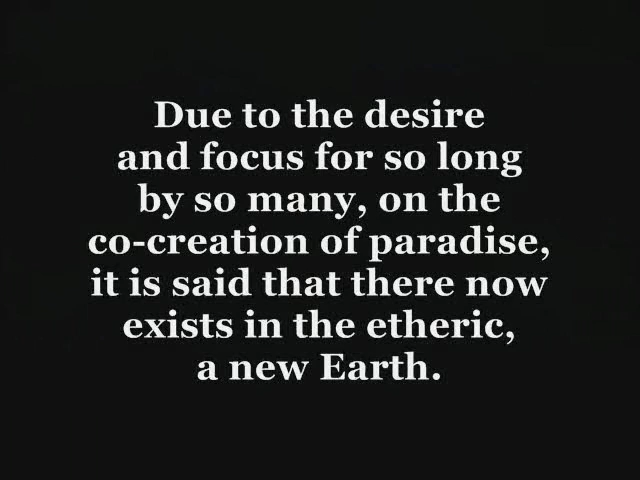 Due to the desire
and focus for so long
by so many, on the
co-creation of paradise,
it is said that there now
exists in the etheric,
a new Earth.